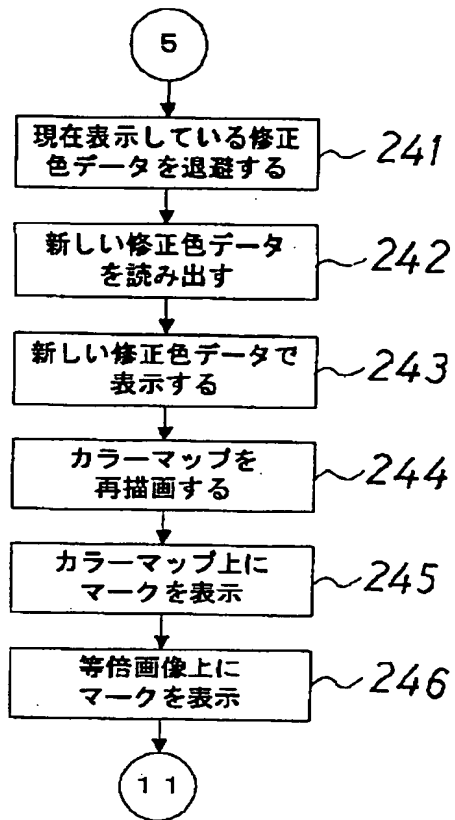 5
現在表示している修正
色データを退避する
241
新しい修正色データ
を読み出す
242
新しい修正色データで
表示する
243
カラーマップを
再描画する
244
カラーマップ上に
マークを表示
245
等倍画像上に
マークを表示
246
11